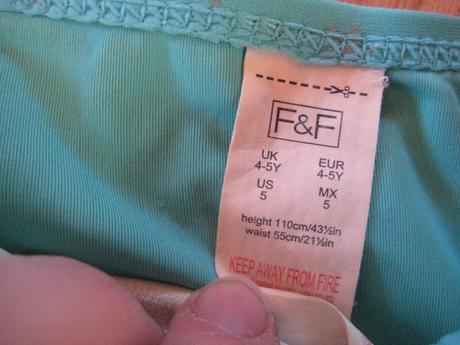 F&F
UK EUR
4-5Y 4-5Y
US MX
5 5
height 110cm/43½in
waist 55cm/21½in
KEEP AWAY FROM FIRE